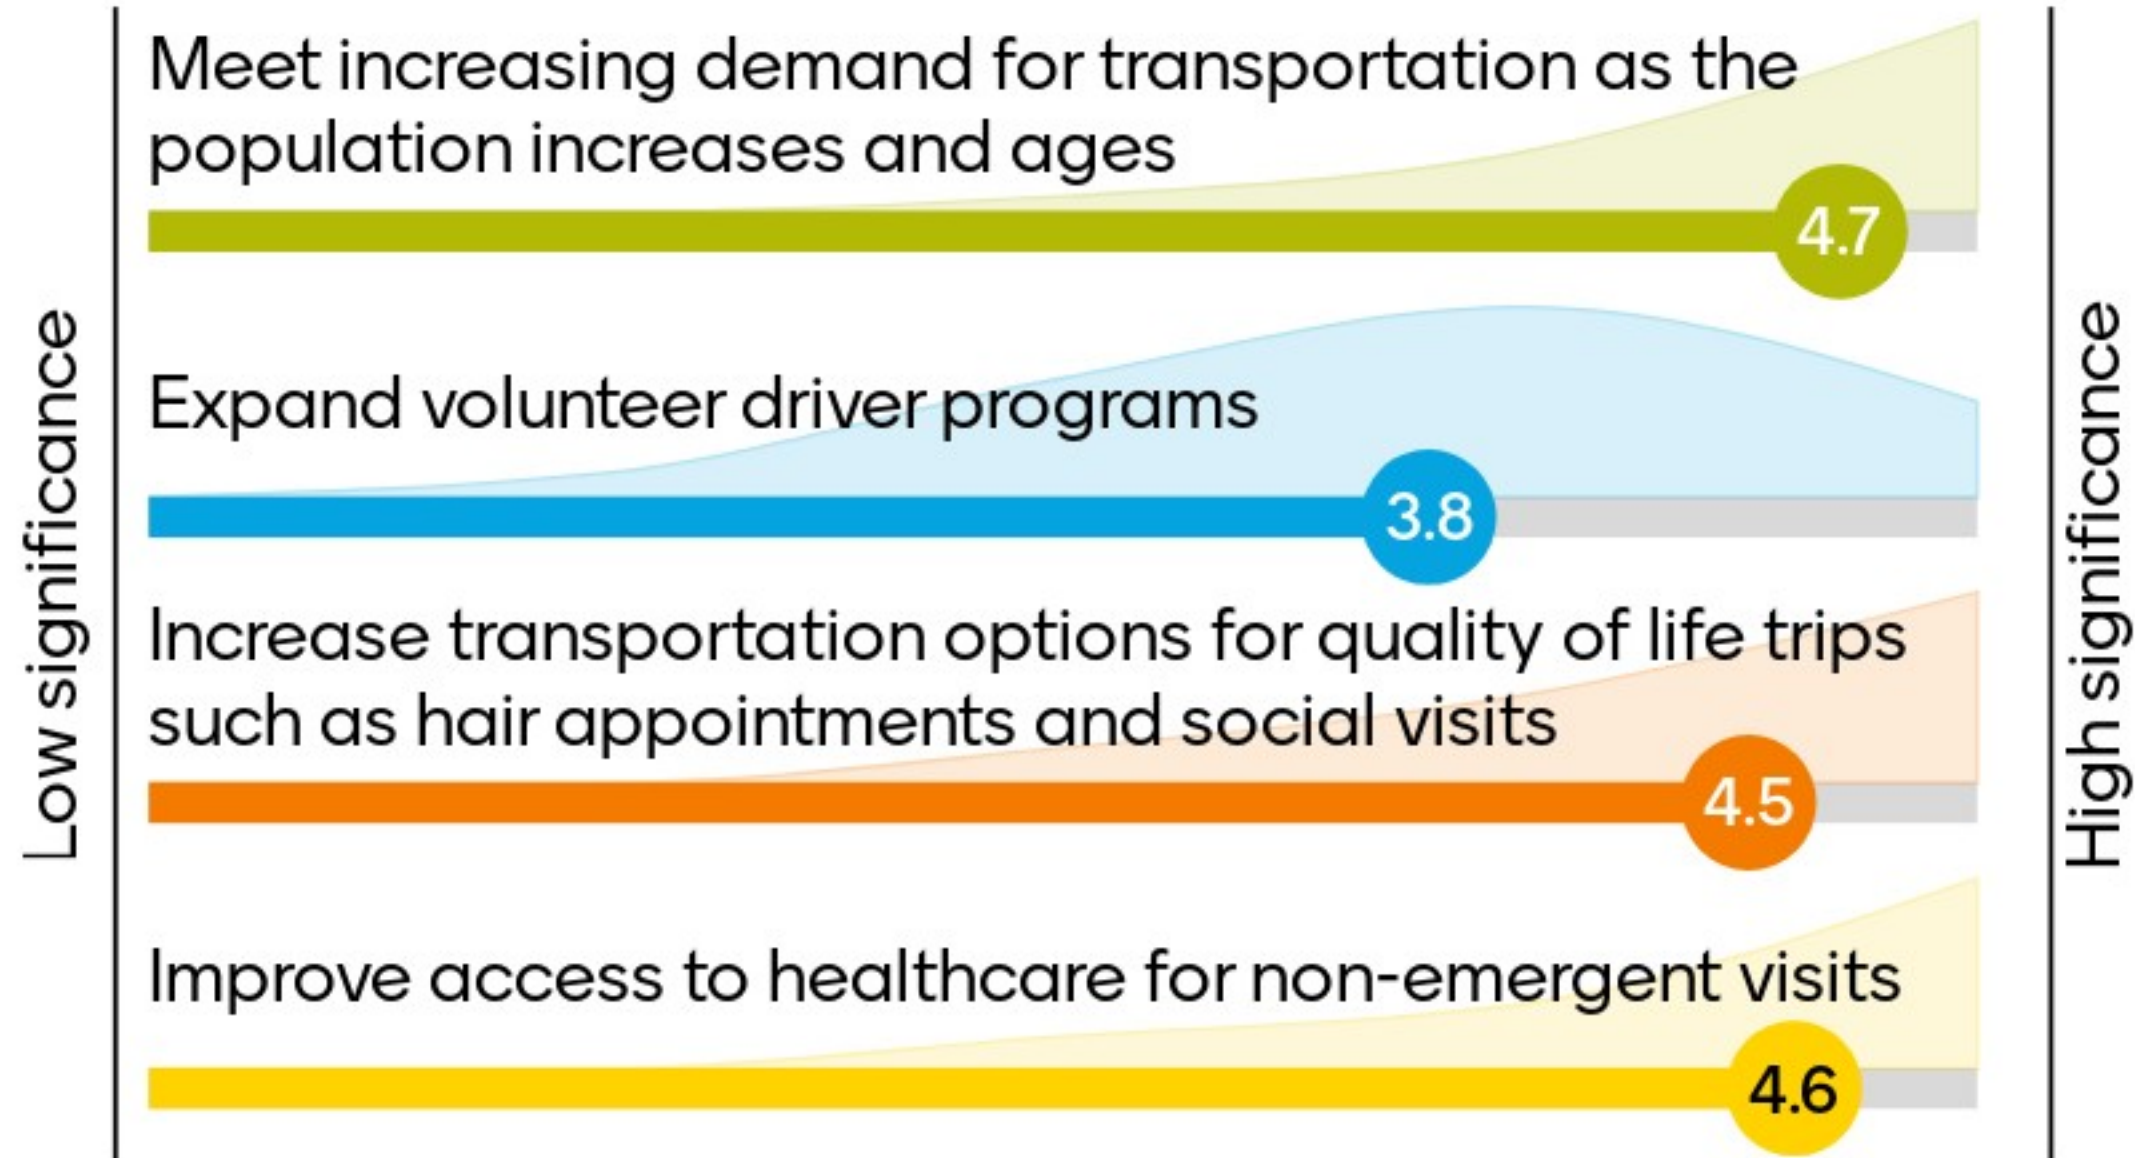 Low significance
Meet increasing demand for transportation as the
population increases and ages
4.7
Expand volunteer driver programs
3.8
Increase transportation options for quality of life trips
such as hair appointments and social visits
4.5
Improve access to healthcare for non-emergent visits
4.6
High significance